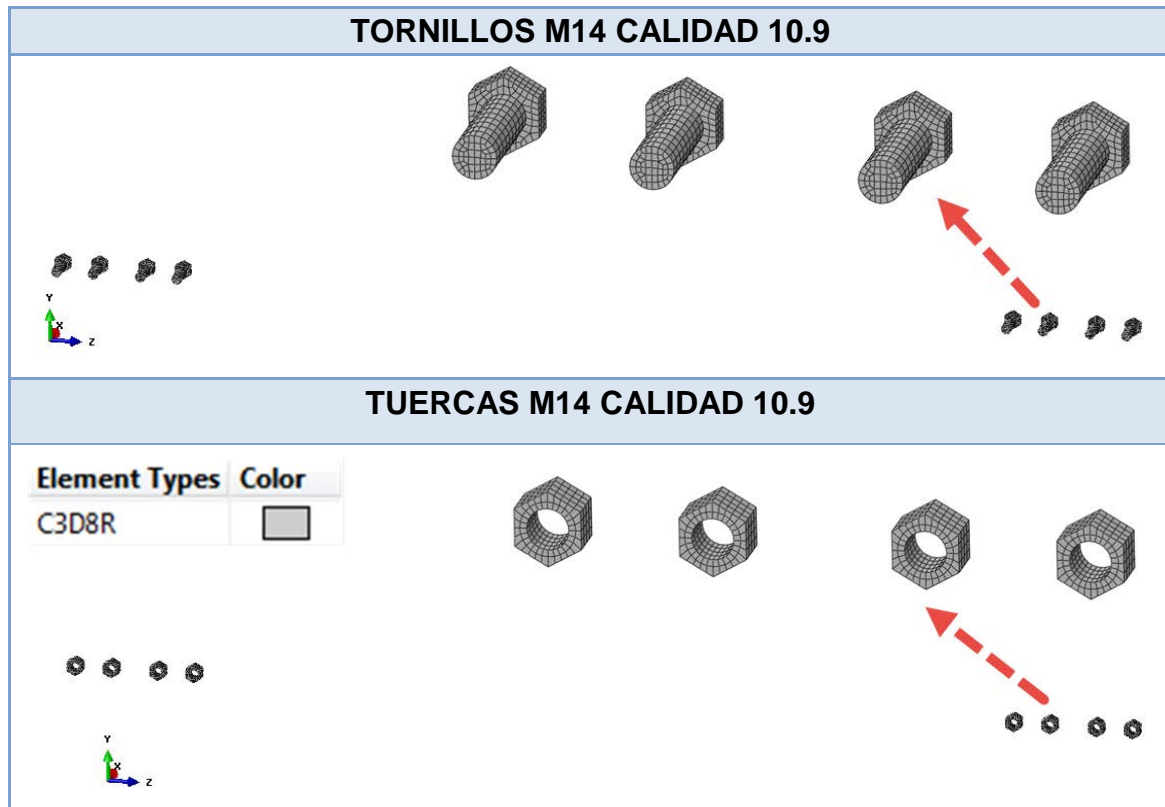 TORNILLOS M14 CALIDAD 10.9
Y
X
Z
TUERCAS M14 CALIDAD 10.9
Element Types Color
C3D8R
Y
X
Z